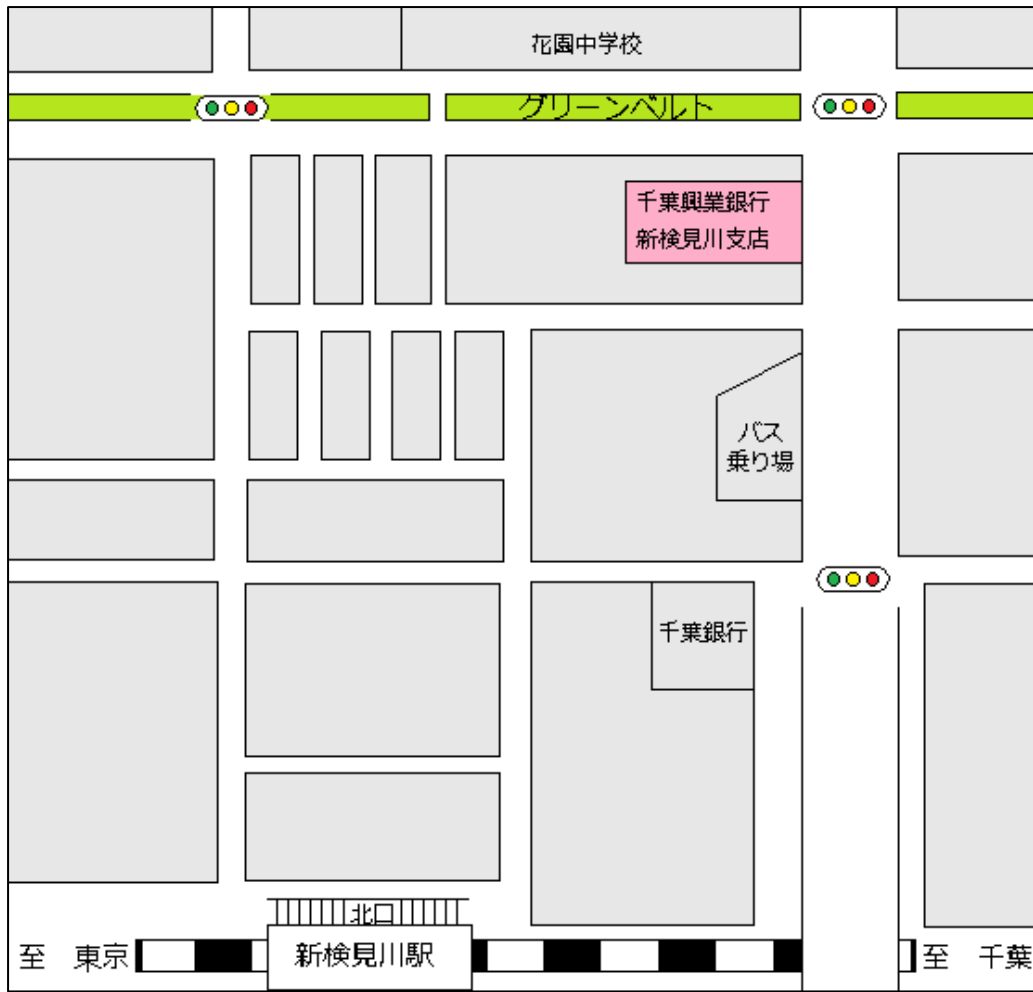 花園中学校
グリーンベルト
千葉興業銀行
新検見川支店
バス
乗り場
千葉銀行
北口
至 東京
新検見川駅
至 千葉